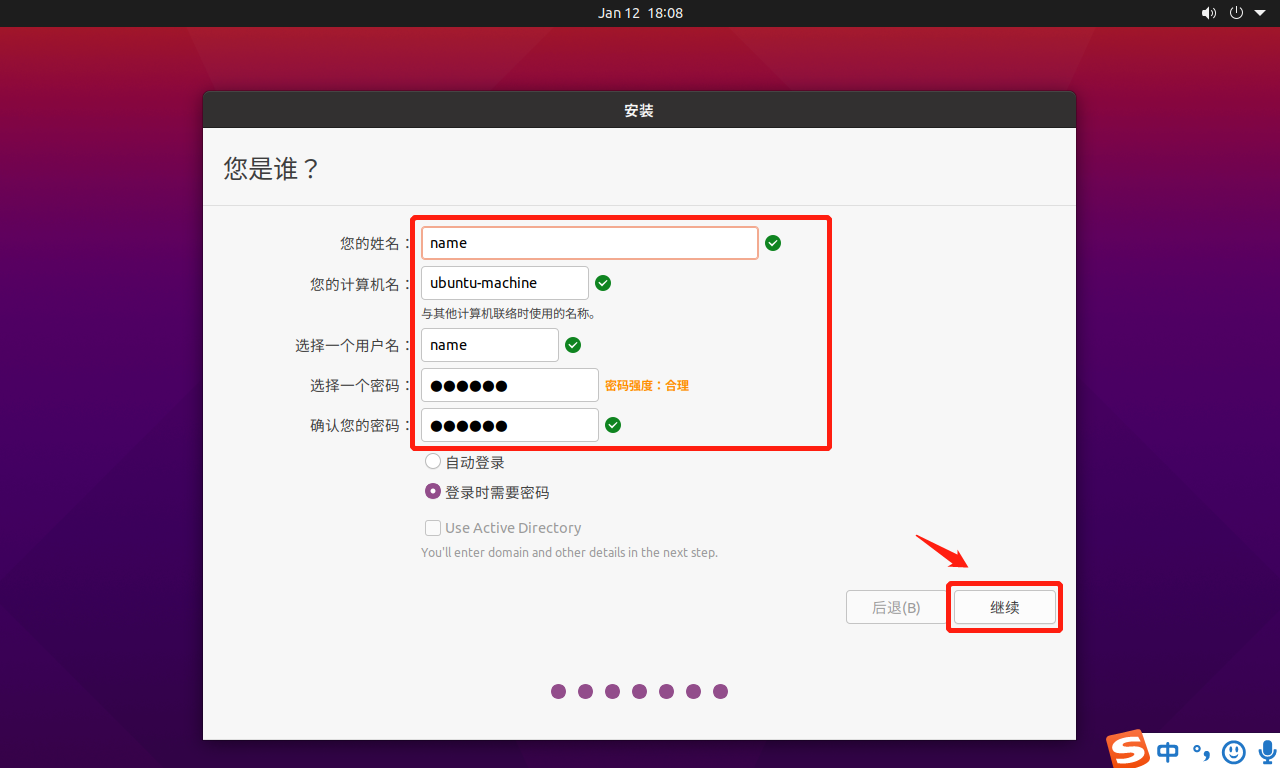 Jan 12 18:08
安装
您是谁？
您的姓名：
name
您的计算机名：
ubuntu-machine
与其他计算机联络时使用的名称。
选择一个用户名：
name
选择一个密码：
●●●●●●
密码强度：合理
确认您的密码：
●●●●●●
自动登录
登录时需要密码
Use Active Directory
You'll enter domain and other details in the next step.
后退(B)
继续
S 中 °,